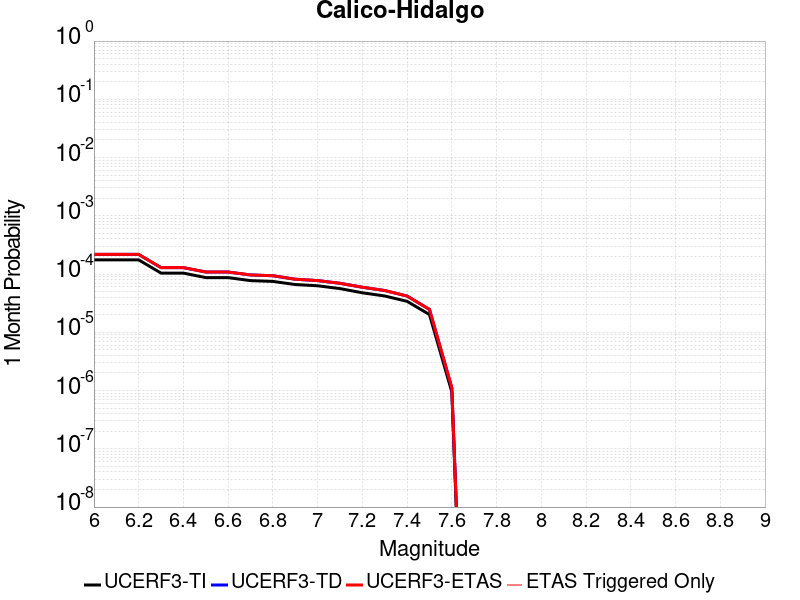 Calico-Hidalgo
10^0
10^-1
10^-2
10^-3
10^-4
10^-5
10^-6
10^-7
10^-8
1 Month Probability
6 6.2 6.4 6.6 6.8 7 7.2 7.4 7.6 7.8 8 8.2 8.4 8.6 8.8 9
Magnitude
UCERF3-TI UCERF3-TD UCERF3-ETAS ETAS Triggered Only